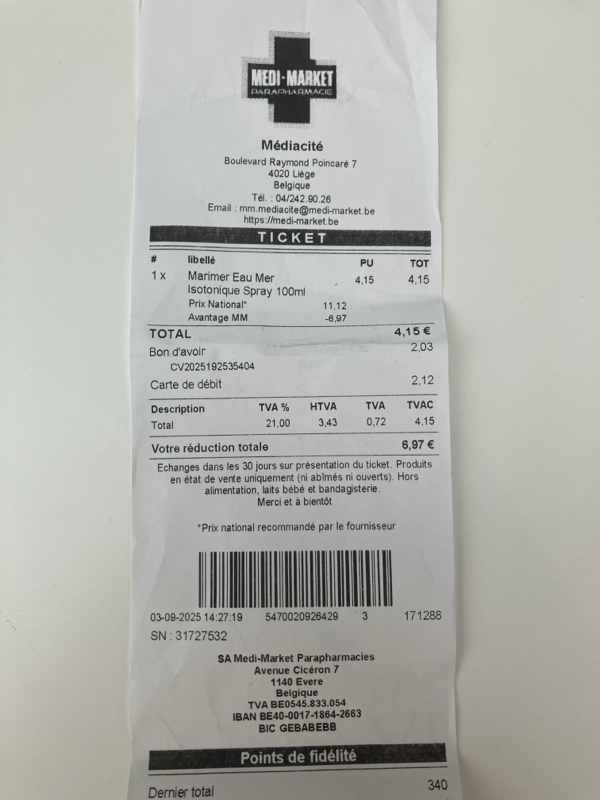 MEDI-MARKET
PARAPHARMACIE
Médiacité
Boulevard Raymond Poincaré 7
4020 Liège
Belgique
Tél. : 04/242.90.26
Email : mm.mediacite@medi-market.be
https://medi-market.be
TICKET
# libellé PU TOT
1 x Marimer Eau Mer 4,15 4,15
Isotonique Spray 100ml
Prix National* 11,12
Avantage MM -6,97
TOTAL 4,15 €
Bon d'avoir 2,03
CV2025192535404
Carte de débit 2,12
Description TVA % HTVA TVA TVAC
Total 21,00 3,43 0,72 4,15
Votre réduction totale 6,97 €
Echanges dans les 30 jours sur présentation du ticket. Produits
en état de vente uniquement (ni abîmés ni ouverts). Hors
alimentation, laits bébé et bandagisterie.
Merci et à bientôt
*Prix national recommandé par le fournisseur
03-09-2025 14:27:19 5470020926429 3 171288
SN : 31727532
SA Medi-Market Parapharmacies
Avenue Cicéron 7
1140 Evere
Belgique
TVA BE0545.833.054
IBAN BE40-0017-1864-2663
BIC GEBABEBB
Points de fidélité
Dernier total 340